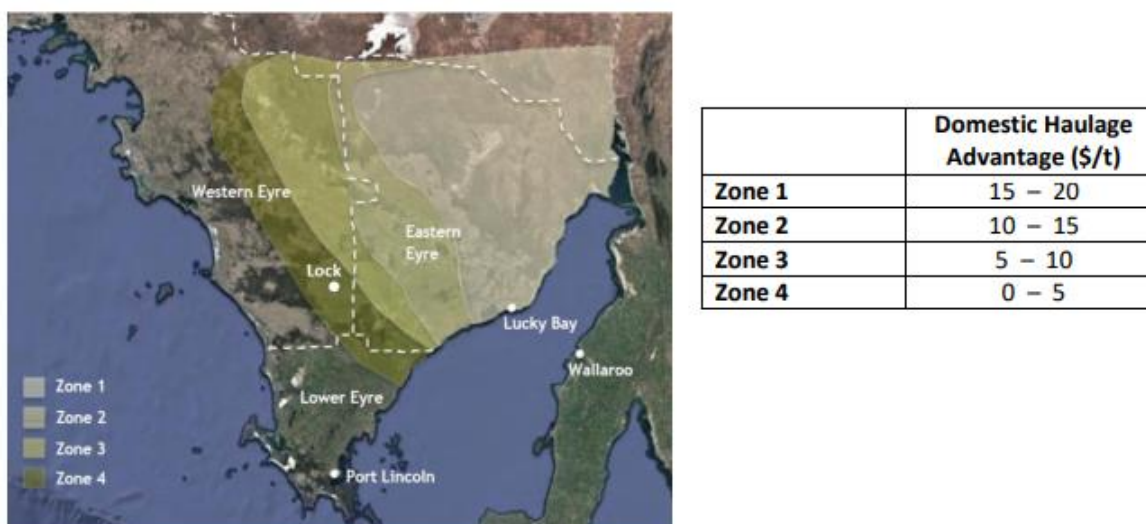 Western Eyre
Eastern
Eyre
Lock
Lucky Bay
Wallaroo
Lower Eyre
Port Lincoln
Zone 1
Zone 2
Zone 3
Zone 4
Domestic Haulage
Advantage ($/t)
Zone 1 15 – 20
Zone 2 10 – 15
Zone 3 5 – 10
Zone 4 0 – 5